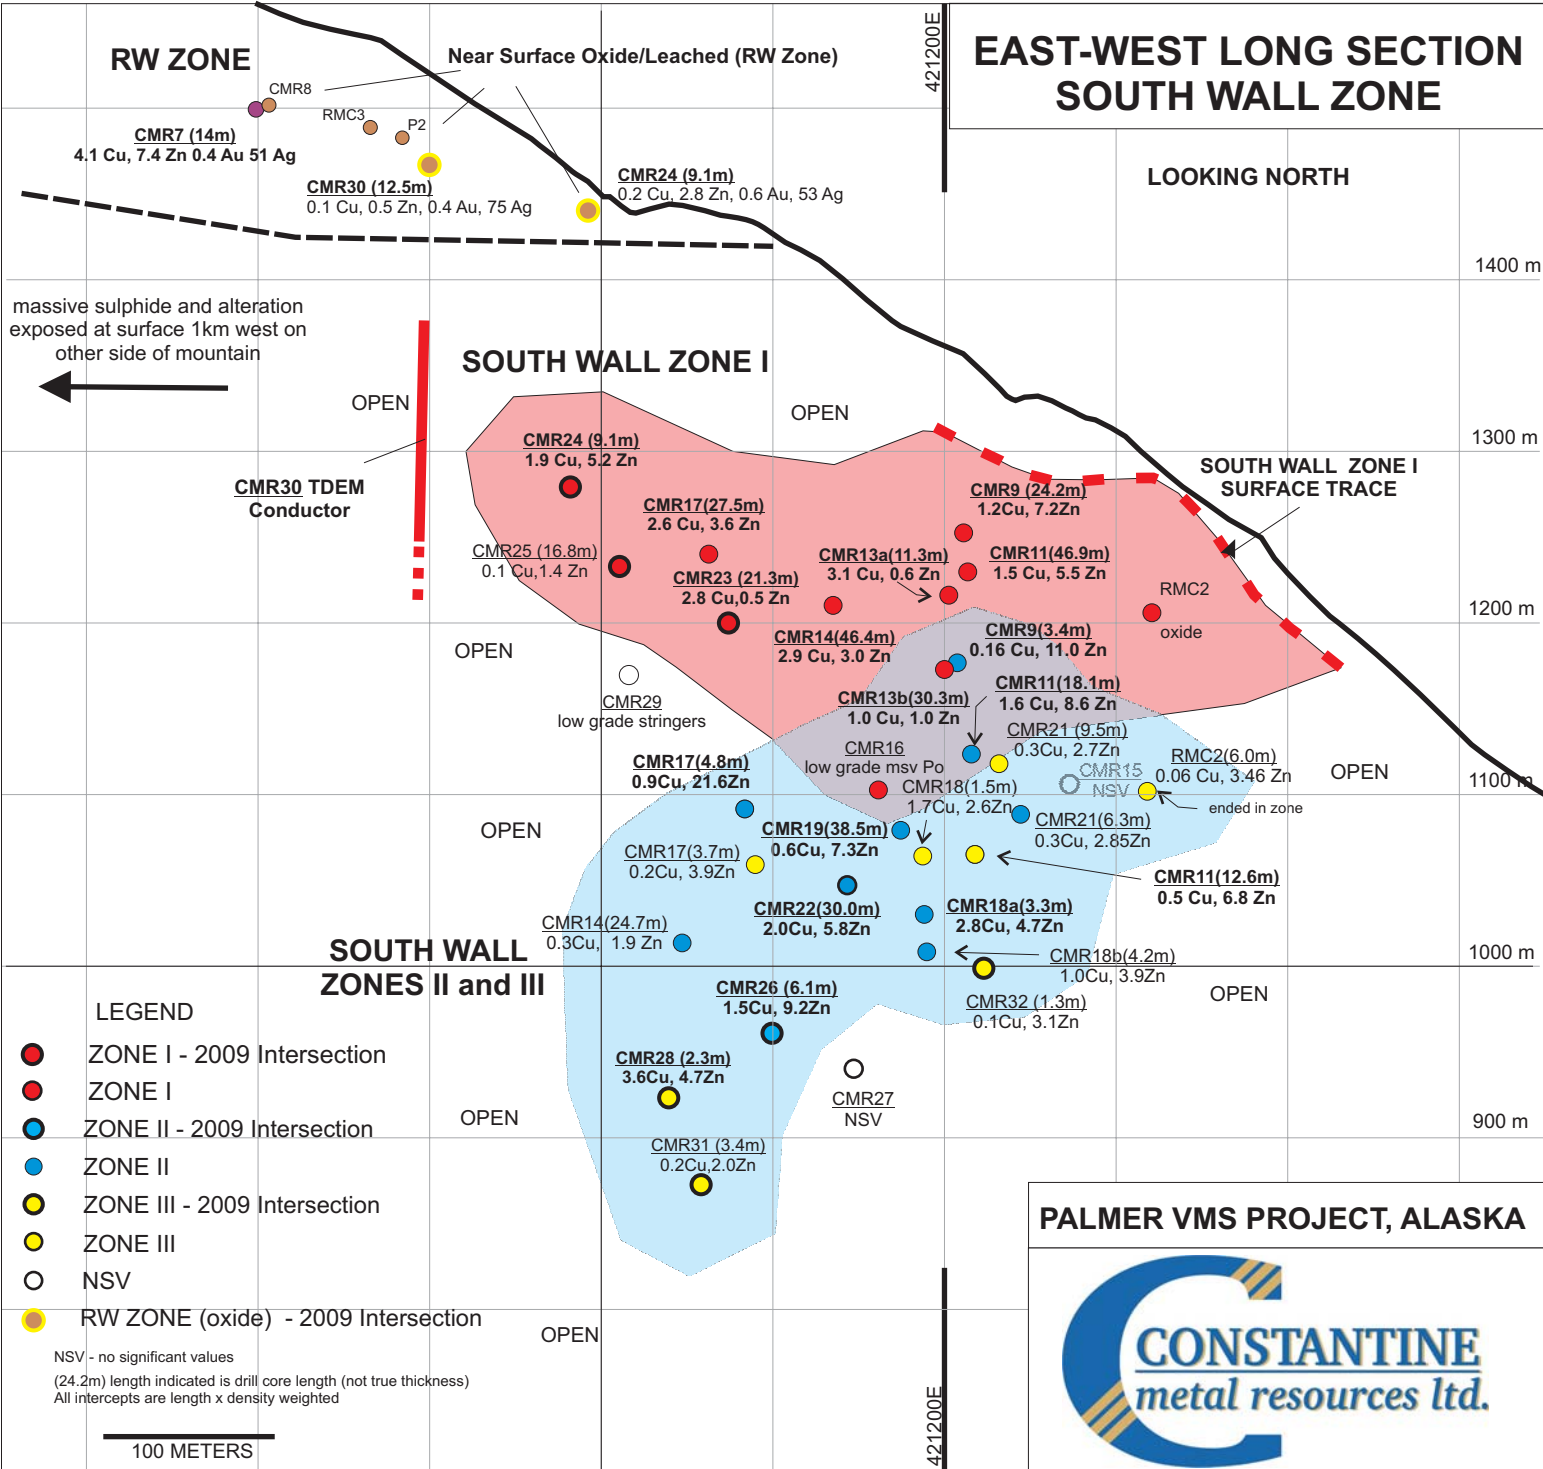 EAST-WEST LONG SECTION
SOUTH WALL ZONE
LOOKING NORTH
421200E
RW ZONE
Near Surface Oxide/Leached (RW Zone)
CMR8
RMC3
P2
CMR7 (14m)
4.1 Cu, 7.4 Zn 0.4 Au 51 Ag
CMR30 (12.5m)
0.1 Cu, 0.5 Zn, 0.4 Au, 75 Ag
CMR24 (9.1m)
0.2 Cu, 2.8 Zn, 0.6 Au, 53 Ag
1400 m
massive sulphide and alteration
exposed at surface 1km west on
other side of mountain
SOUTH WALL ZONE I
OPEN
OPEN
1300 m
CMR24 (9.1m)
1.9 Cu, 5.2 Zn
CMR30 TDEM
Conductor
SOUTH WALL ZONE I
SURFACE TRACE
CMR9 (24.2m)
1.2Cu, 7.2Zn
CMR17(27.5m)
2.6 Cu, 3.6 Zn
CMR25 (16.8m)
0.1 Cu,1.4 Zn
CMR13a(11.3m)
3.1 Cu, 0.6 Zn
CMR11(46.9m)
1.5 Cu, 5.5 Zn
CMR23 (21.3m)
2.8 Cu,0.5 Zn
RMC2
oxide
1200 m
CMR14(46.4m)
2.9 Cu, 3.0 Zn
CMR9(3.4m)
0.16 Cu, 11.0 Zn
OPEN
CMR29
low grade stringers
CMR13b(30.3m)
1.0 Cu, 1.0 Zn
CMR11(18.1m)
1.6 Cu, 8.6 Zn
CMR21 (9.5m)
0.3Cu, 2.7Zn
CMR16
low grade msv Po
CMR17(4.8m)
0.9Cu, 21.6Zn
CMR15
NSV
RMC2(6.0m)
0.06 Cu, 3.46 Zn
ended in zone
OPEN
1100 m
CMR18(1.5m)
1.7Cu, 2.6Zn
OPEN
CMR19(38.5m)
0.6Cu, 7.3Zn
CMR21(6.3m)
0.3Cu, 2.85Zn
CMR17(3.7m)
0.2Cu, 3.9Zn
CMR11(12.6m)
0.5 Cu, 6.8 Zn
CMR22(30.0m)
2.0Cu, 5.8Zn
CMR18a(3.3m)
2.8Cu, 4.7Zn
CMR14(24.7m)
0.3Cu, 1.9 Zn
SOUTH WALL
ZONES II and III
CMR18b(4.2m)
1.0Cu, 3.9Zn
1000 m
CMR26 (6.1m)
1.5Cu, 9.2Zn
CMR32 (1.3m)
0.1Cu, 3.1Zn
OPEN
CMR28 (2.3m)
3.6Cu, 4.7Zn
CMR27
NSV
OPEN
900 m
CMR31 (3.4m)
0.2Cu,2.0Zn
OPEN
LEGEND
ZONE I - 2009 Intersection
ZONE I
ZONE II - 2009 Intersection
ZONE II
ZONE III - 2009 Intersection
ZONE III
NSV
RW ZONE (oxide) - 2009 Intersection
NSV - no significant values
(24.2m) length indicated is drill core length (not true thickness)
All intercepts are length x density weighted
100 METERS
421200E
PALMER VMS PROJECT, ALASKA
CONSTANTINE
metal resources ltd.